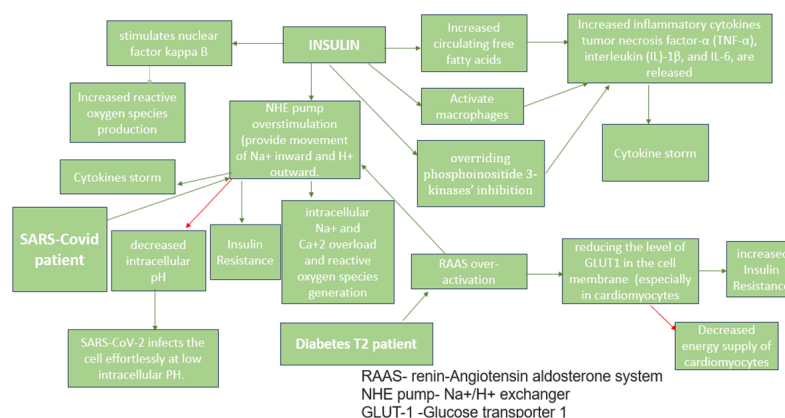 stimulates nuclear
factor kappa B
INSULIN
Increased
circulating free
fatty acids
Increased inflammatory cytokines
tumor necrosis factor-α (TNF-α),
interleukin (IL)-1β, and IL-6, are
released
Increased reactive
oxygen species
production
NHE pump
overstimulation
(provide movement
of Na+ inward and H+
outward.
Activate
macrophages
Cytokines storm
overriding
phosphoinositide 3-
kinases’ inhibition
Cytokine storm
SARS-Covid
patient
decreased
intracellular
pH
Insulin
Resistance
intracellular
Na+ and
Ca+2 overload
and reactive
oxygen species
generation
RAAS over-
activation
reducing the level of
GLUT1 in the cell
membrane (especially
in cardiomyocytes
increased
Insulin
Resistance
SARS-CoV-2 infects the
cell effortlessly at low
intracellular PH.
Diabetes T2 patient
Decreased
energy supply of
cardiomyocytes
RAAS- renin-Angiotensin aldosterone system
NHE pump- Na+/H+ exchanger
GLUT-1 -Glucose transporter 1